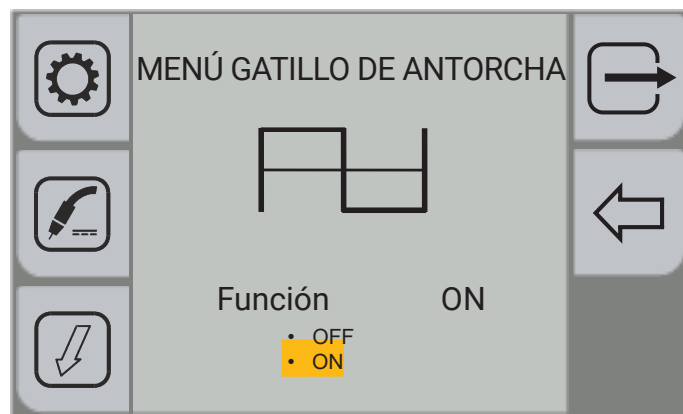 MENÚ GATILLO DE ANTORCHA
Función ON
• OFF
• ON